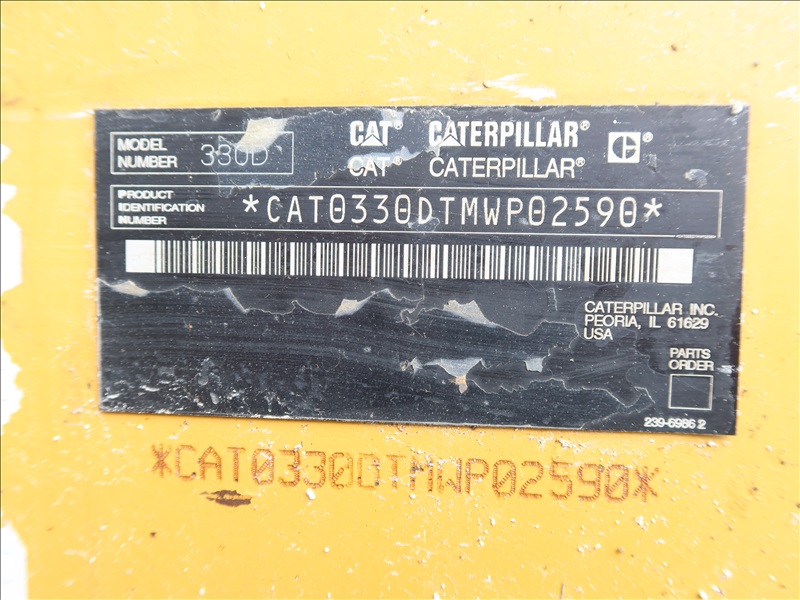 MODEL NUMBER 330D
CAT® CATERPILLAR® ®
CAT® CATERPILLAR®
PRODUCT IDENTIFICATION NUMBER *CAT0330DTMWP02590*
CATERPILLAR INC.
PEORIA, IL 61629
USA
PARTS
ORDER
239-6986 2
*CAT0330DTMWP02590*